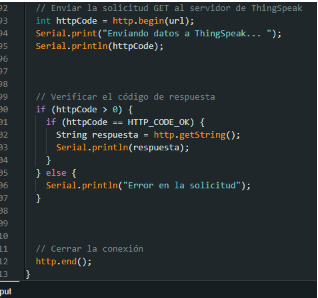 92 // Enviar la solicitud GET al servidor de ThingSpeak
93 int httpCode = http.begin(url);
94 Serial.print("Enviando datos a ThingSpeak... ");
95 Serial.println(httpCode);
96
97
98
99 // Verificar el código de respuesta
00 if (httpCode > 0) {
01 if (httpCode == HTTP_CODE_OK) {
02 String respuesta = http.getString();
03 Serial.println(respuesta);
04 }
05 } else {
06 Serial.println("Error en la solicitud");
07 }
08
09
10
11 // Cerrar la conexión
12 http.end();
13 }
put